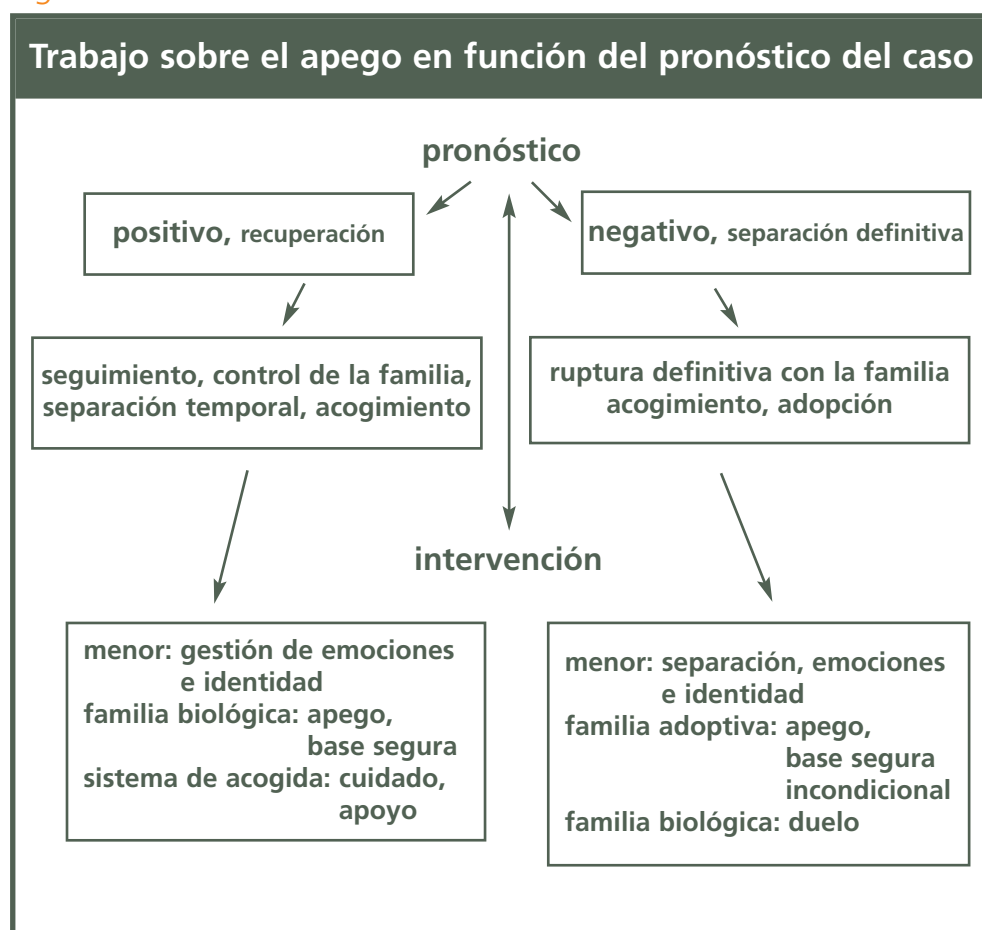 Trabajo sobre el apego en función del pronóstico del caso
pronóstico
positivo, recuperación
negativo, separación definitiva
seguimiento, control de la familia,
separación temporal, acogimiento
ruptura definitiva con la familia
acogimiento, adopción
intervención
menor: gestión de emociones
e identidad
familia biológica: apego,
base segura
sistema de acogida: cuidado,
apoyo
menor: separación, emociones
e identidad
familia adoptiva: apego,
base segura
incondicional
familia biológica: duelo